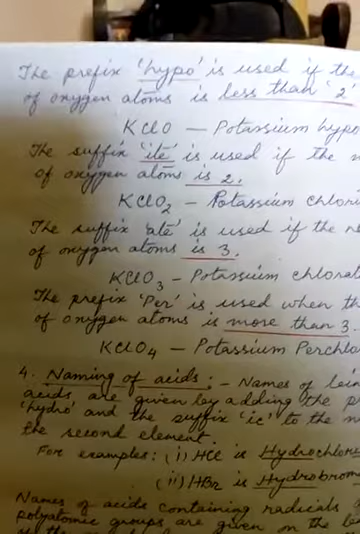 The prefix 'hypo' is used if the
of oxygen atoms is less than '2'
KClO — Potassium hypo
The suffix 'ite' is used if the n
of oxygen atoms is 2.
KClO2 – Potassium chlori
The suffix 'ate' is used if the n
of oxygen atoms is 3.
KClO3 – Potassium chlorat
The prefix 'Per' is used when th
of oxygen atoms is more than 3.
KClO4 – Potassium Perchlo
4. Naming of acids : – Names of
acids, are given by adding the p
'hydro' and the suffix 'ic' to the n
the second element.
For examples : (i) HCl is Hydrochlor
(ii) HBr is Hydrobrom
Names of acids containing radicals
polyatomic groups are given on the